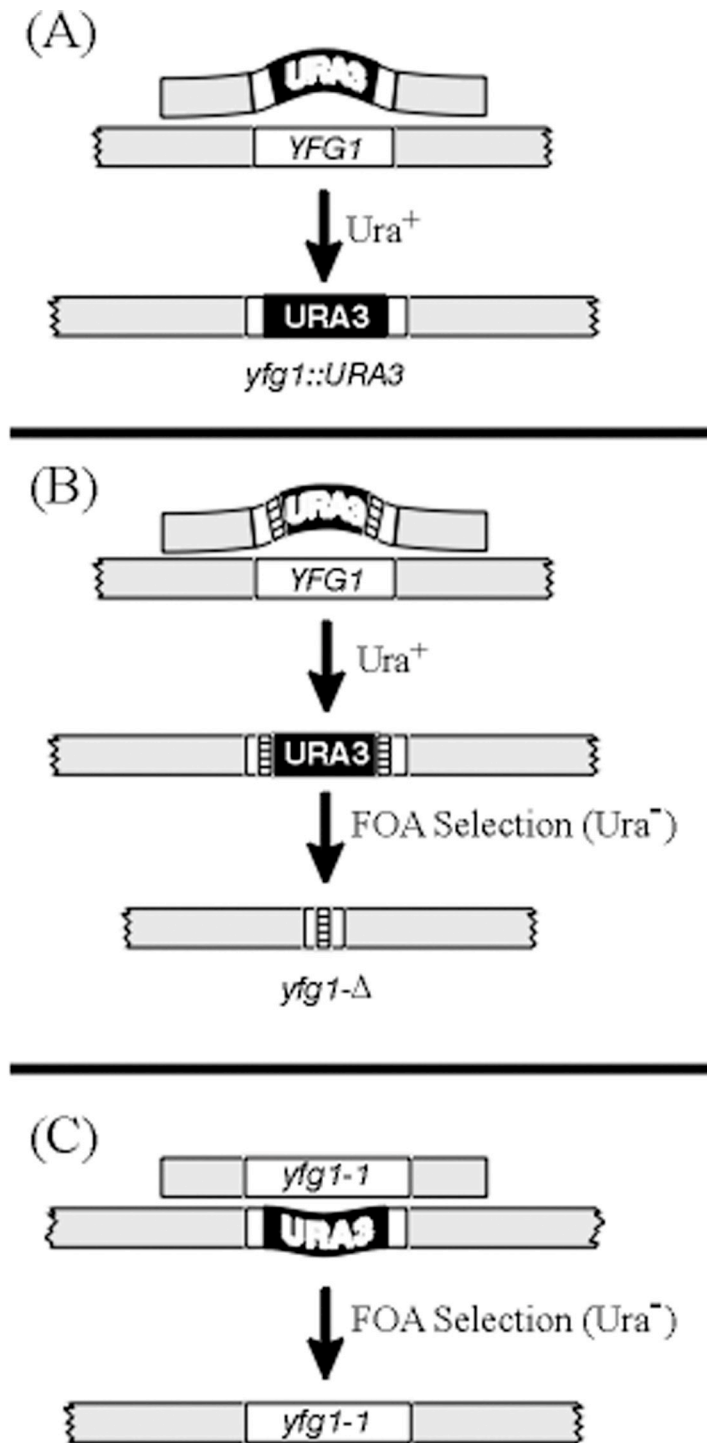 (A)
URA3
YFG1
Ura⁺
URA3
yfg1::URA3
(B)
URA3
YFG1
Ura⁺
URA3
FOA Selection (Ura⁻)
yfg1-Δ
(C)
yfg1-1
URA3
FOA Selection (Ura⁻)
yfg1-1